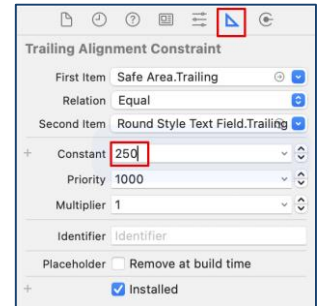 Trailing Alignment Constraint
First Item Safe Area.Trailing
Relation Equal
Second Item Round Style Text Field.Trailing
+ Constant 250
Priority 1000
Multiplier 1
Identifier Identifier
Placeholder Remove at build time
+ Installed